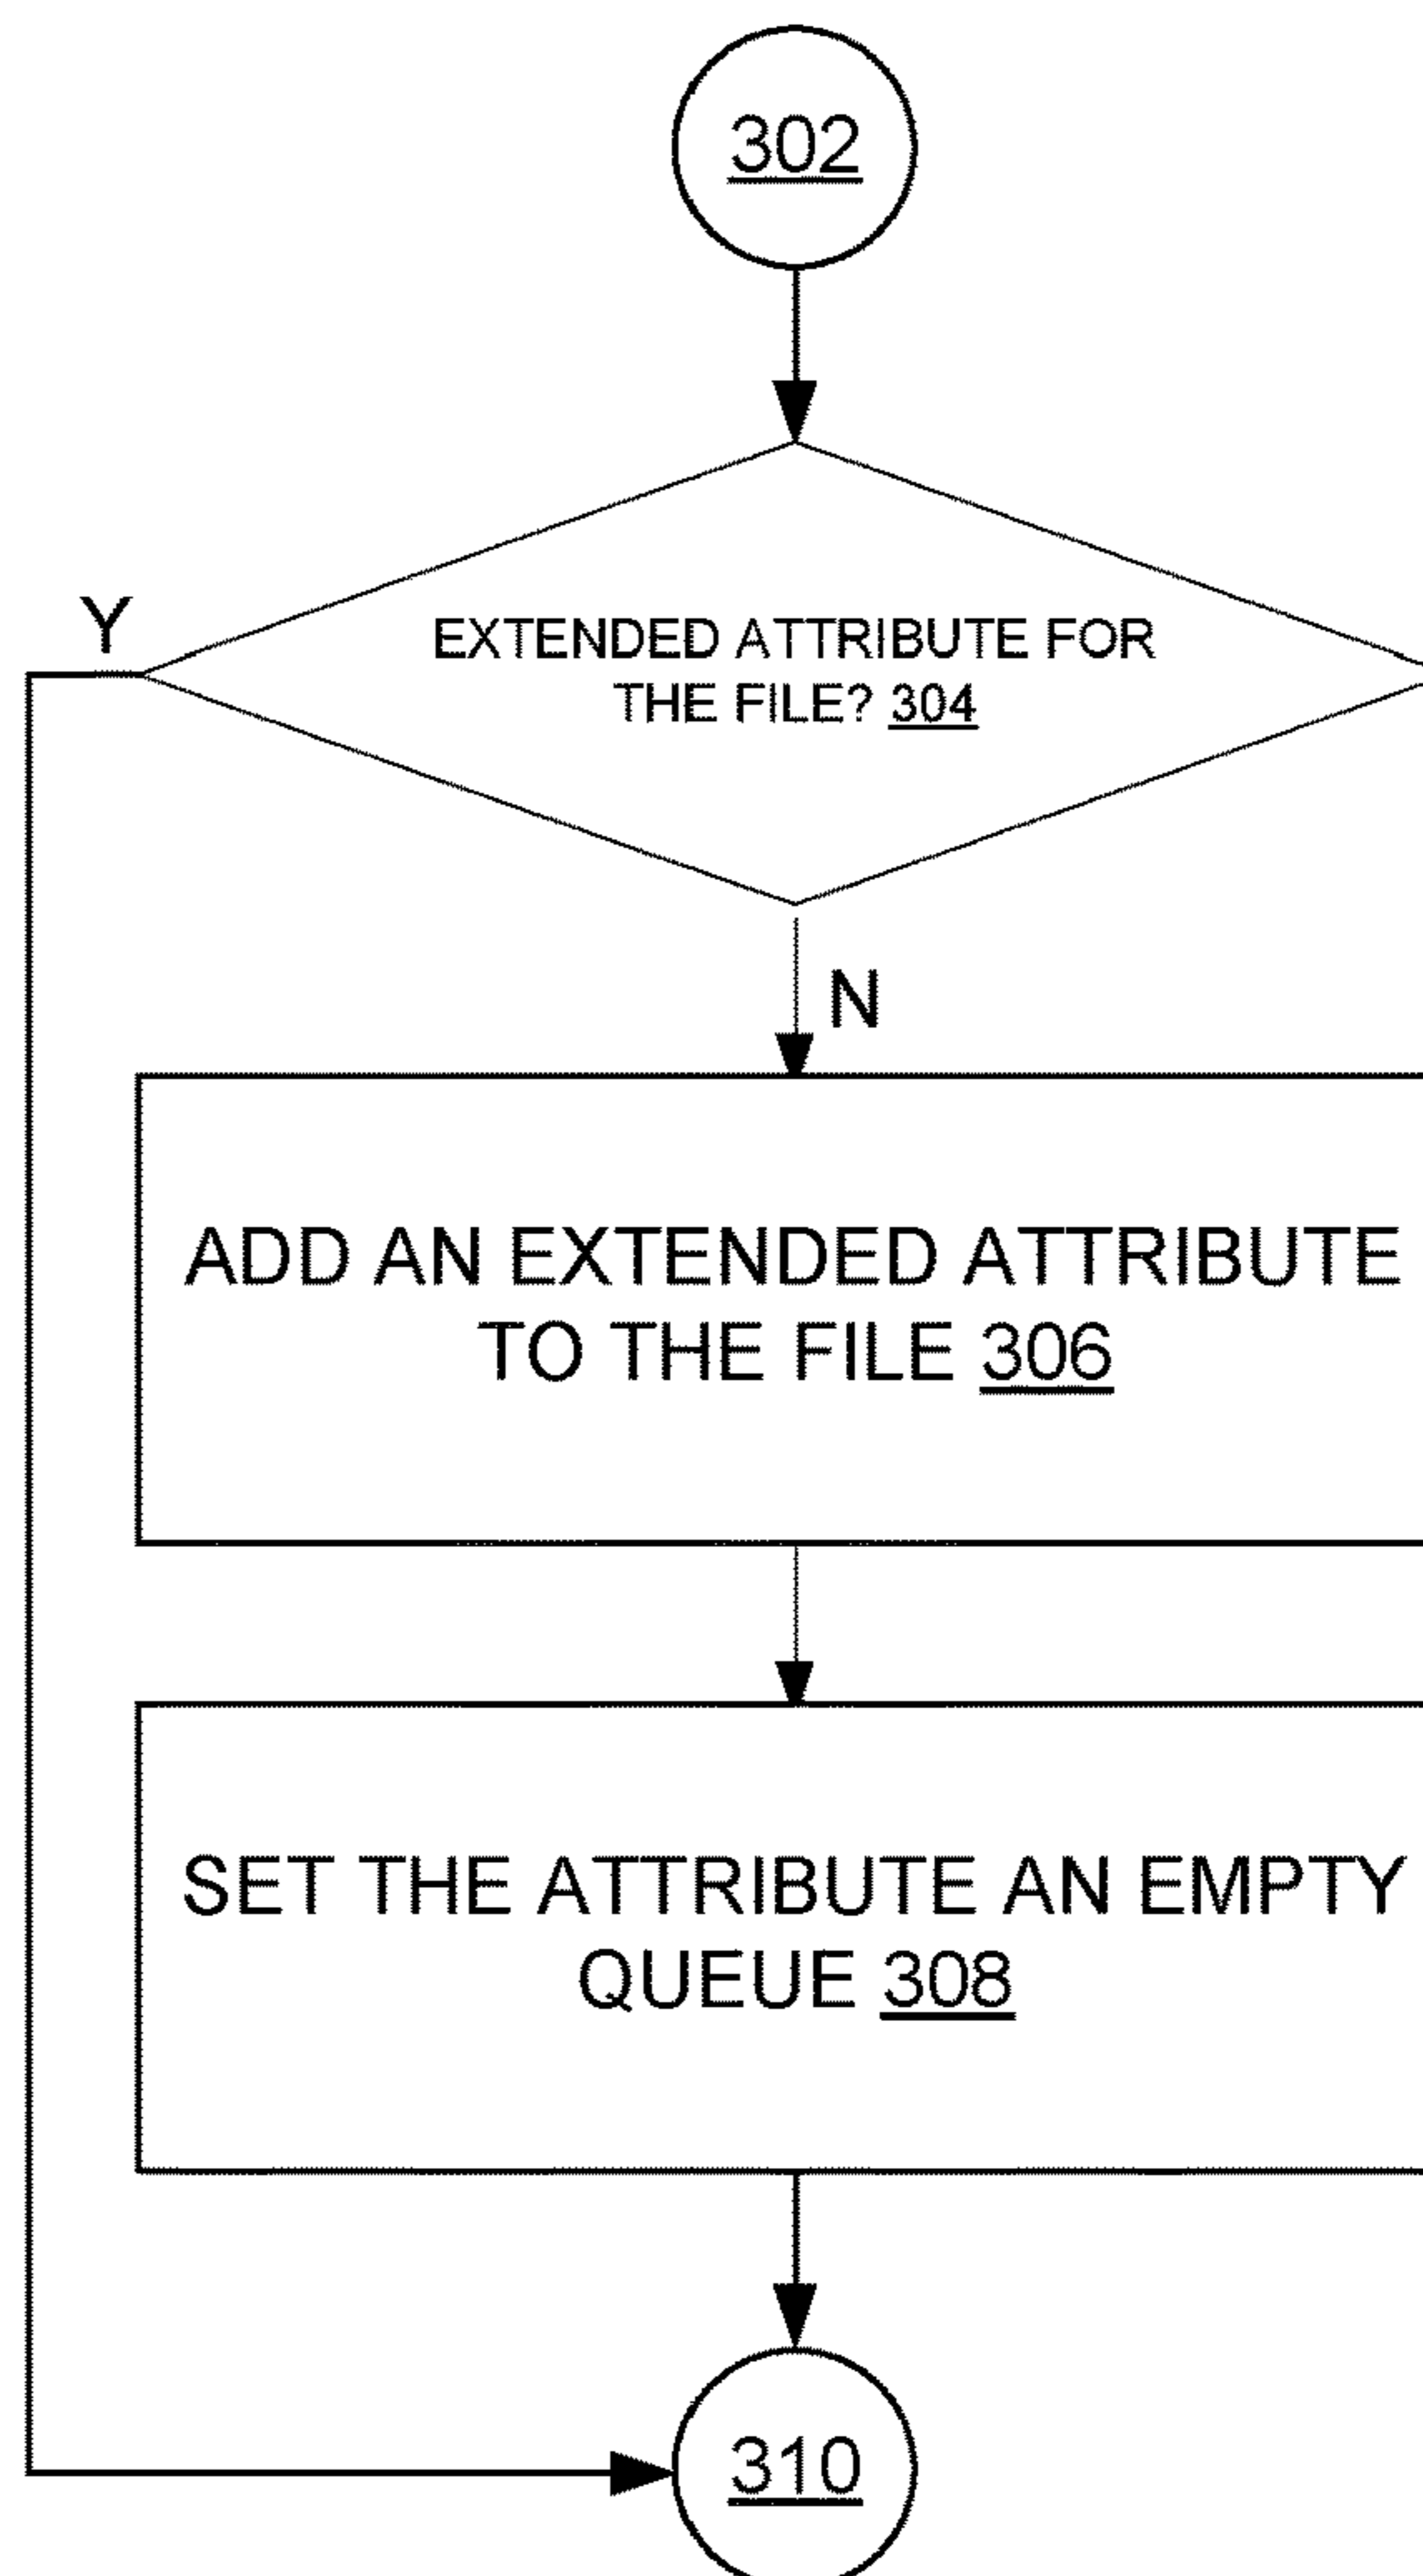 302
EXTENDED ATTRIBUTE FOR
THE FILE? 304
Y
N
ADD AN EXTENDED ATTRIBUTE
TO THE FILE 306
SET THE ATTRIBUTE AN EMPTY
QUEUE 308
310